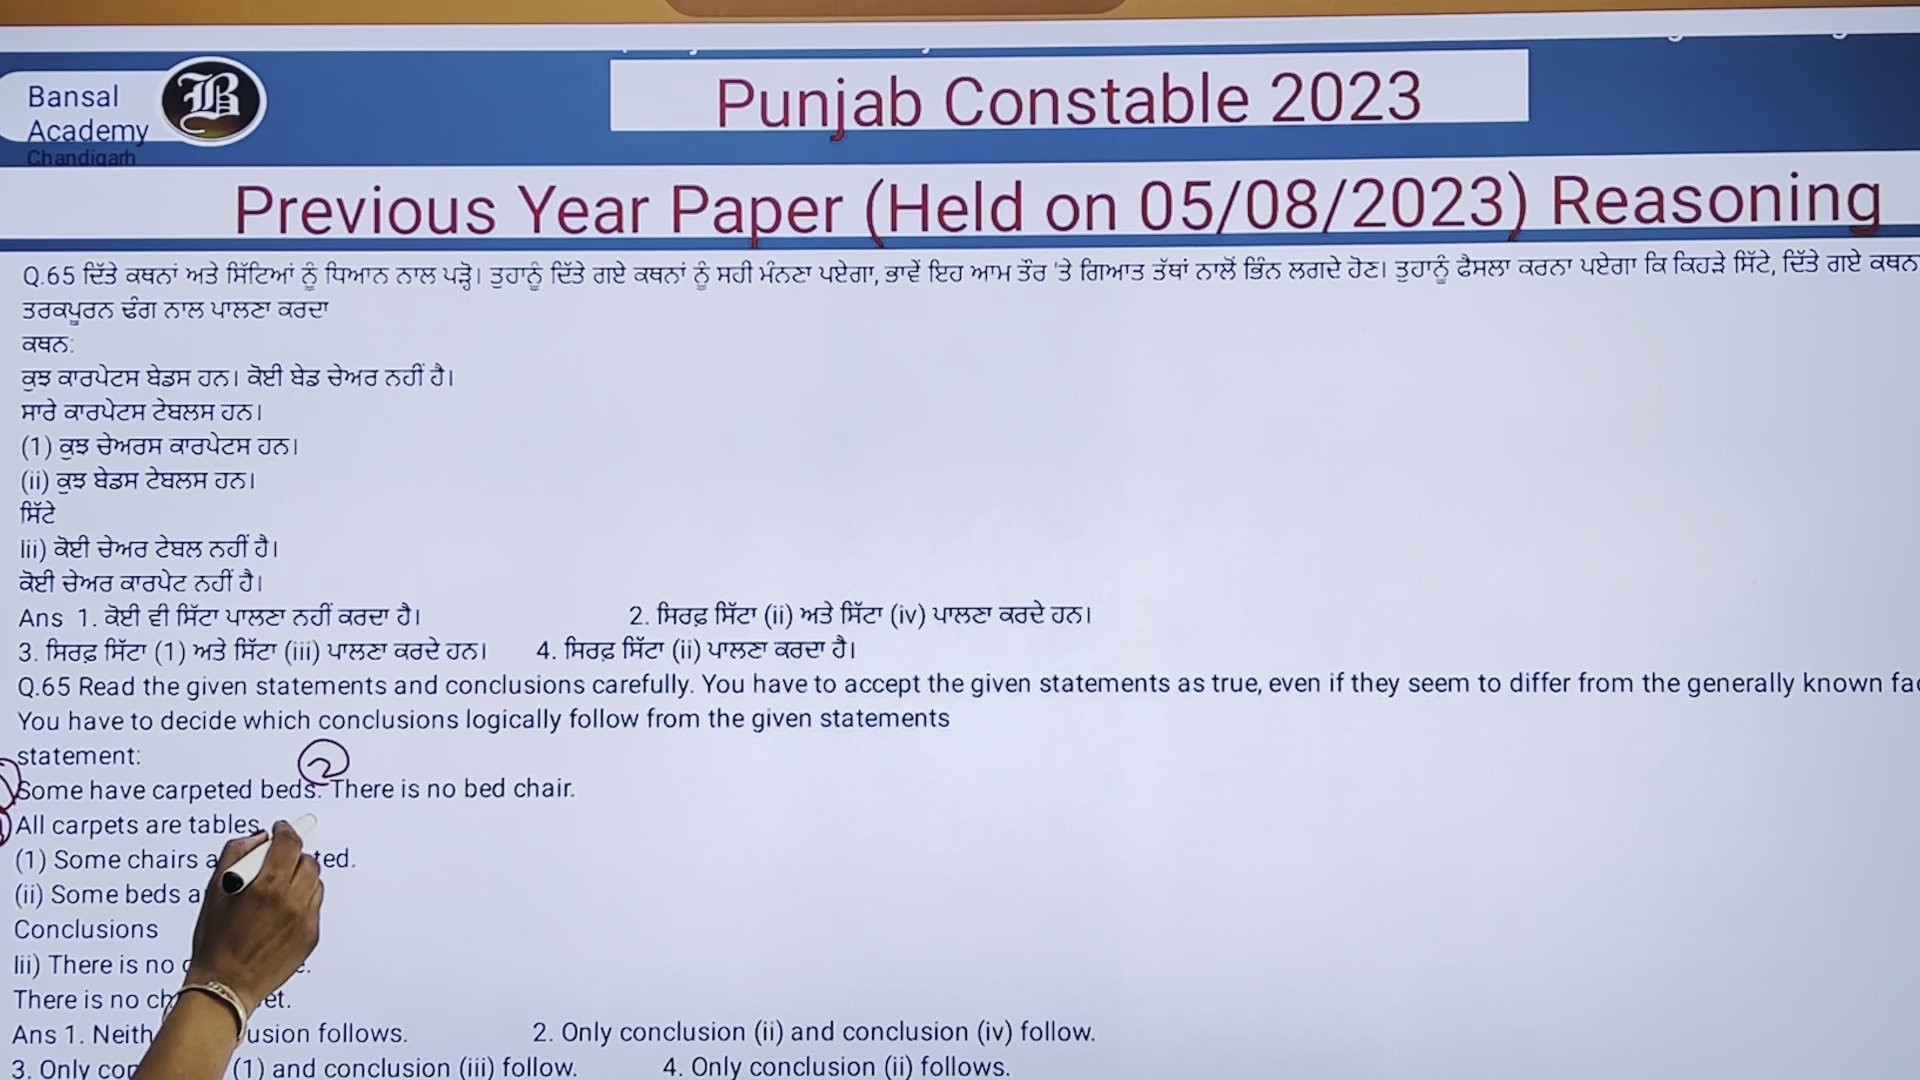 Bansal
Academy
Chandigarh
B
Punjab Constable 2023
Previous Year Paper (Held on 05/08/2023) Reasoning
Q.65 ਦਿੱਤੇ ਕਥਨਾਂ ਅਤੇ ਸਿੱਟਿਆਂ ਨੂੰ ਧਿਆਨ ਨਾਲ ਪੜ੍ਹੋ। ਤੁਹਾਨੂੰ ਦਿੱਤੇ ਗਏ ਕਥਨਾਂ ਨੂੰ ਸਹੀ ਮੰਨਣਾ ਪਏਗਾ, ਭਾਵੇਂ ਇਹ ਆਮ ਤੌਰ 'ਤੇ ਗਿਆਤ ਤੱਥਾਂ ਨਾਲੋਂ ਭਿੰਨ ਲਗਦੇ ਹੋਣ। ਤੁਹਾਨੂੰ ਫੈਸਲਾ ਕਰਨਾ ਪਏਗਾ ਕਿ ਕਿਹੜੇ ਸਿੱਟੇ, ਦਿੱਤੇ ਗਏ ਕਥਨ
ਤਰਕਪੂਰਨ ਢੰਗ ਨਾਲ ਪਾਲਣਾ ਕਰਦਾ
ਕਥਨ:
ਕੁਝ ਕਾਰਪੇਟਸ ਬੇਡਸ ਹਨ। ਕੋਈ ਬੇਡ ਚੇਅਰ ਨਹੀਂ ਹੈ।
ਸਾਰੇ ਕਾਰਪੇਟਸ ਟੇਬਲਸ ਹਨ।
(1) ਕੁਝ ਚੇਅਰਸ ਕਾਰਪੇਟਸ ਹਨ।
(ii) ਕੁਝ ਬੇਡਸ ਟੇਬਲਸ ਹਨ।
ਸਿੱਟੇ
lii) ਕੋਈ ਚੇਅਰ ਟੇਬਲ ਨਹੀਂ ਹੈ।
ਕੋਈ ਚੇਅਰ ਕਾਰਪੇਟ ਨਹੀਂ ਹੈ।
Ans 1. ਕੋਈ ਵੀ ਸਿੱਟਾ ਪਾਲਣਾ ਨਹੀਂ ਕਰਦਾ ਹੈ। 2. ਸਿਰਫ਼ ਸਿੱਟਾ (ii) ਅਤੇ ਸਿੱਟਾ (iv) ਪਾਲਣਾ ਕਰਦੇ ਹਨ।
3. ਸਿਰਫ਼ ਸਿੱਟਾ (1) ਅਤੇ ਸਿੱਟਾ (iii) ਪਾਲਣਾ ਕਰਦੇ ਹਨ। 4. ਸਿਰਫ਼ ਸਿੱਟਾ (ii) ਪਾਲਣਾ ਕਰਦਾ ਹੈ।
Q.65 Read the given statements and conclusions carefully. You have to accept the given statements as true, even if they seem to differ from the generally known
You have to decide which conclusions logically follow from the given statements
statement: 2
Some have carpeted beds. There is no bed chair.
All carpets are tables.
(1) Some chairs
(ii) Some beds
Conclusions
lii) There is no
There is no
Ans 1. follows. 2. Only conclusion (ii) and conclusion (iv) follow.
3. Only (1) and conclusion (iii) follow. 4. Only conclusion (ii) follows.